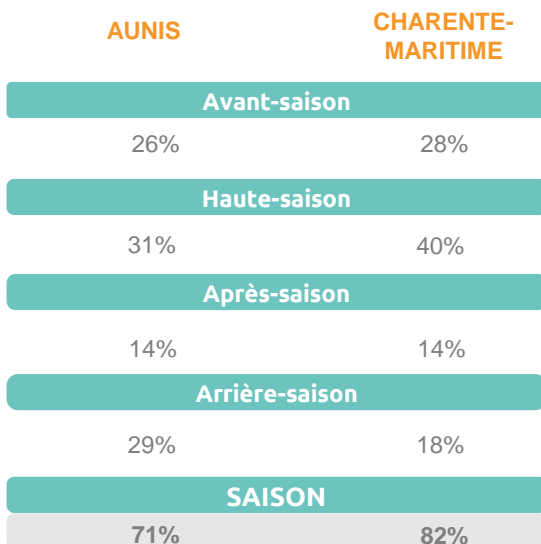 AUNIS
CHARENTE-
MARITIME
Avant-saison
26% 28%
Haute-saison
31% 40%
Après-saison
14% 14%
Arrière-saison
29% 18%
SAISON
71% 82%